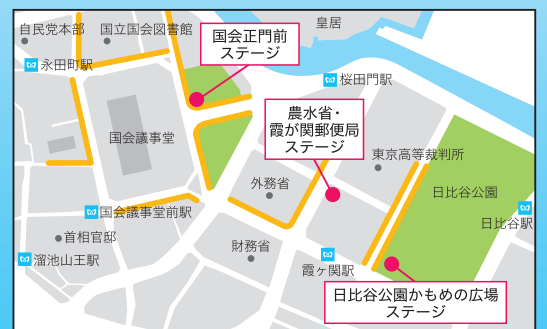 自民党本部
国立国会図書館
国会正門前
ステージ
皇居
永田町駅
桜田門駅
農水省・
霞が関郵便局
ステージ
国会議事堂
東京高等裁判所
外務省
日比谷公園
国会議事堂前駅
日比谷駅
首相官邸
財務省
溜池山王駅
霞ヶ関駅
日比谷公園かもめの広場
ステージ